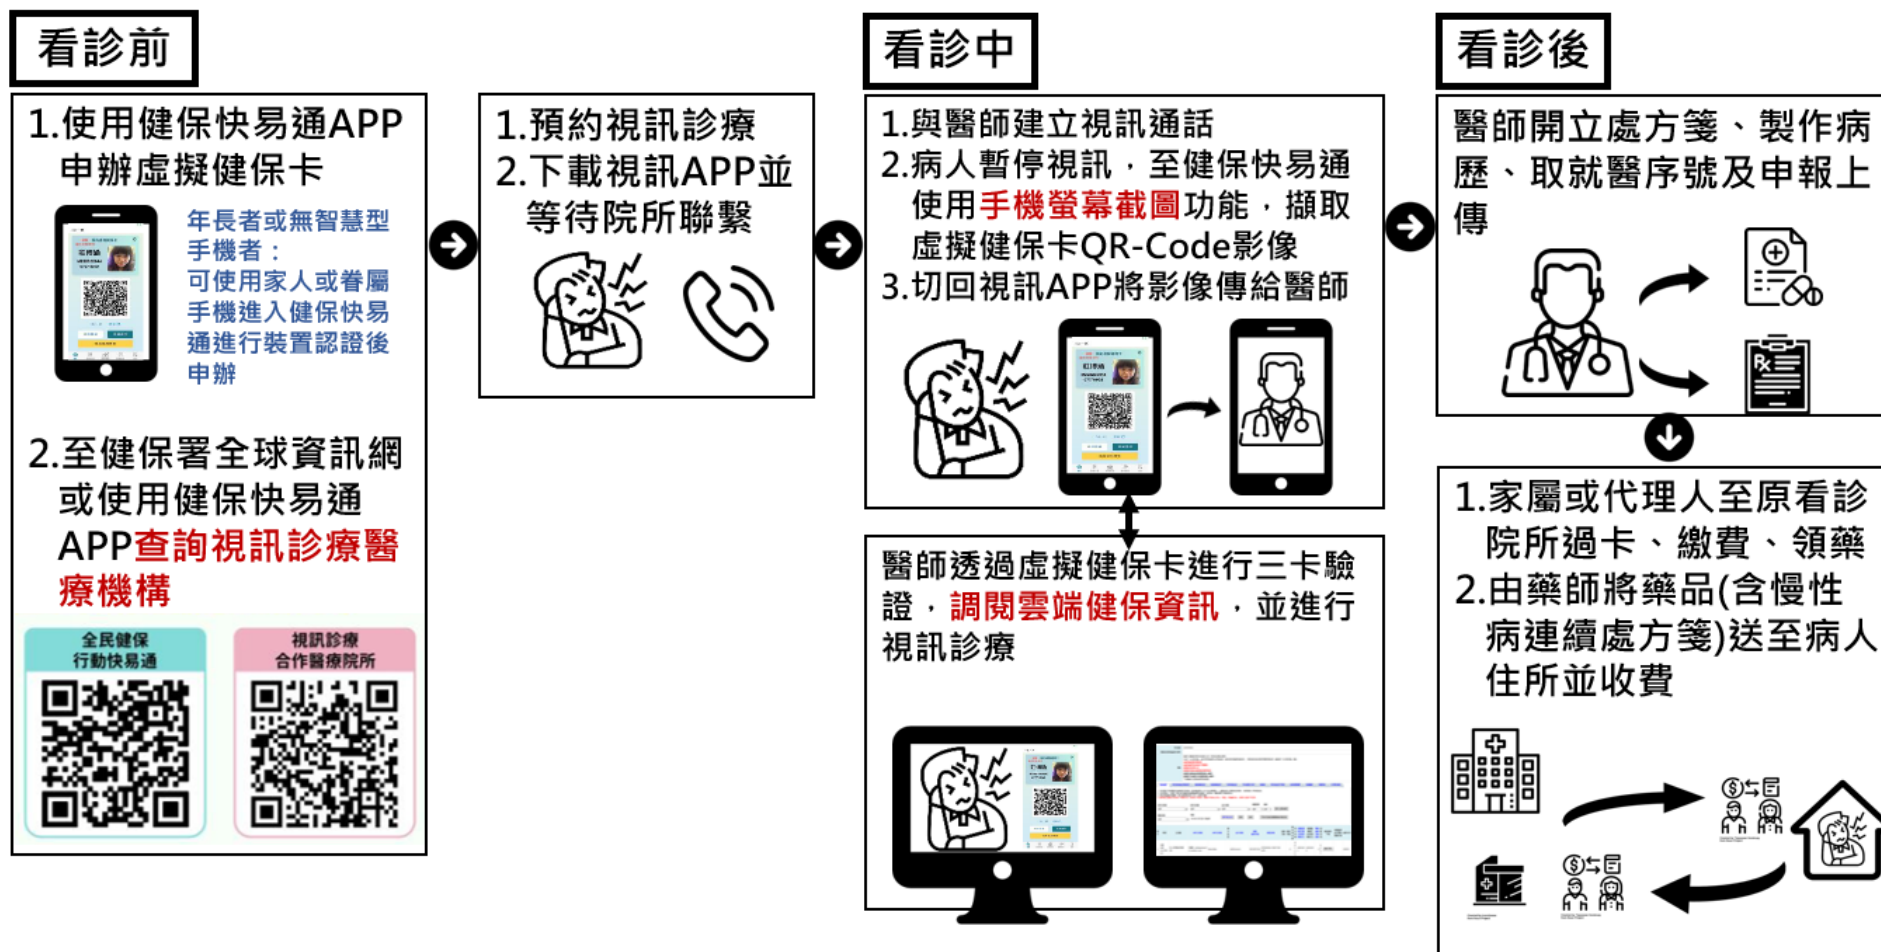 看診前
1.使用健保快易通APP
申辦虛擬健保卡
年長者或無智慧型
手機者：
可使用家人或眷屬
手機進入健保快易
通進行裝置認證後
申辦
2.至健保署全球資訊網
或使用健保快易通
APP查詢視訊診療醫
療機構
全民健保
行動快易通
視訊診療
合作醫療院所
1.預約視訊診療
2.下載視訊APP並
等待院所聯繫
看診中
1.與醫師建立視訊通話
2.病人暫停視訊，至健保快易通
使用手機螢幕截圖功能，擷取
虛擬健保卡QR-Code影像
3.切回視訊APP將影像傳給醫師
醫師透過虛擬健保卡進行三卡驗
證，調閱雲端健保資訊，並進行
視訊診療
看診後
醫師開立處方箋、製作病
歷、取就醫序號及申報上
傳
1.家屬或代理人至原看診
院所過卡、繳費、領藥
2.由藥師將藥品(含慢性
病連續處方箋)送至病人
住所並收費